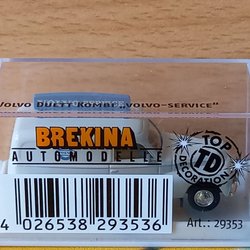 VOLVO DUETT KOMBI „VOLVO-SERVICE"
BREKINA
AUTOMODELLE
TOP
TD
DECORATION
4 026538 293536
Art.: 29353